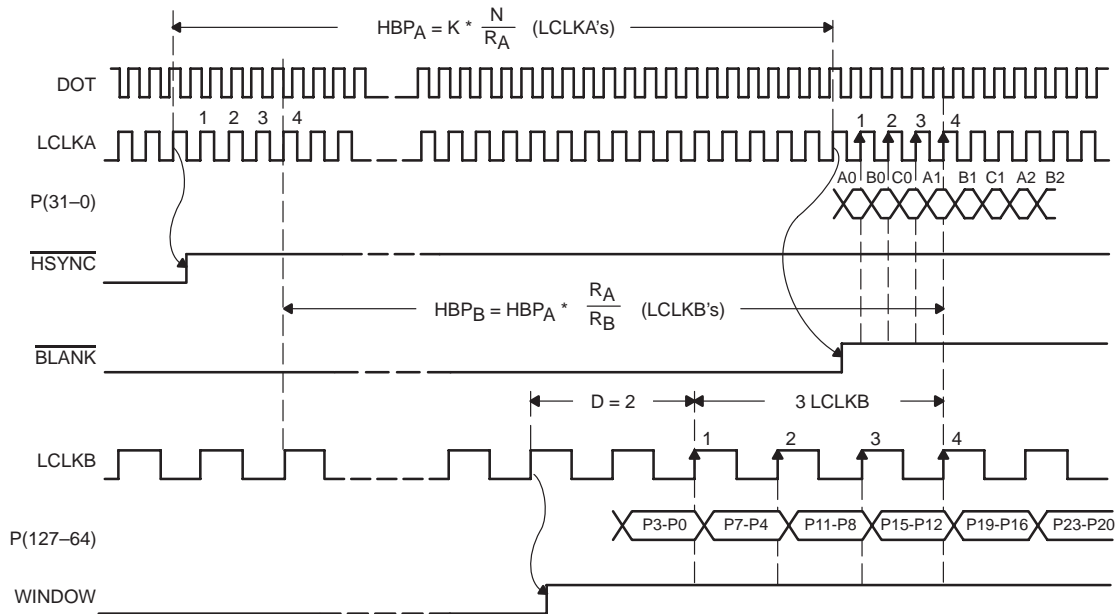 HBPA = K * N/RA (LCLKA's)
DOT
1 2 3 4 1 2 3 4
LCLKA
A0 B0 C0 A1 B1 C1 A2 B2
P(31–0)
HSYNC
HBPB = HBPA * RA/RB (LCLKB's)
BLANK
D = 2 3 LCLKB
1 2 3 4
LCLKB
P3-P0 P7-P4 P11-P8 P15-P12 P19-P16 P23-P20
P(127–64)
WINDOW